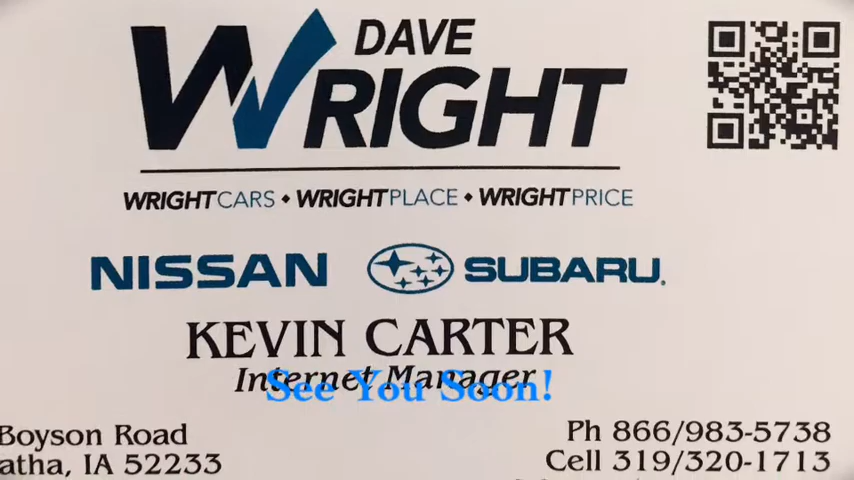 DAVE
WRIGHT
WRIGHTCARS • WRIGHTPLACE • WRIGHTPRICE
NISSAN SUBARU.
KEVIN CARTER
Internet Manager
See You Soon!
Boyson Road
atha, IA 52233
Ph 866/983-5738
Cell 319/320-1713